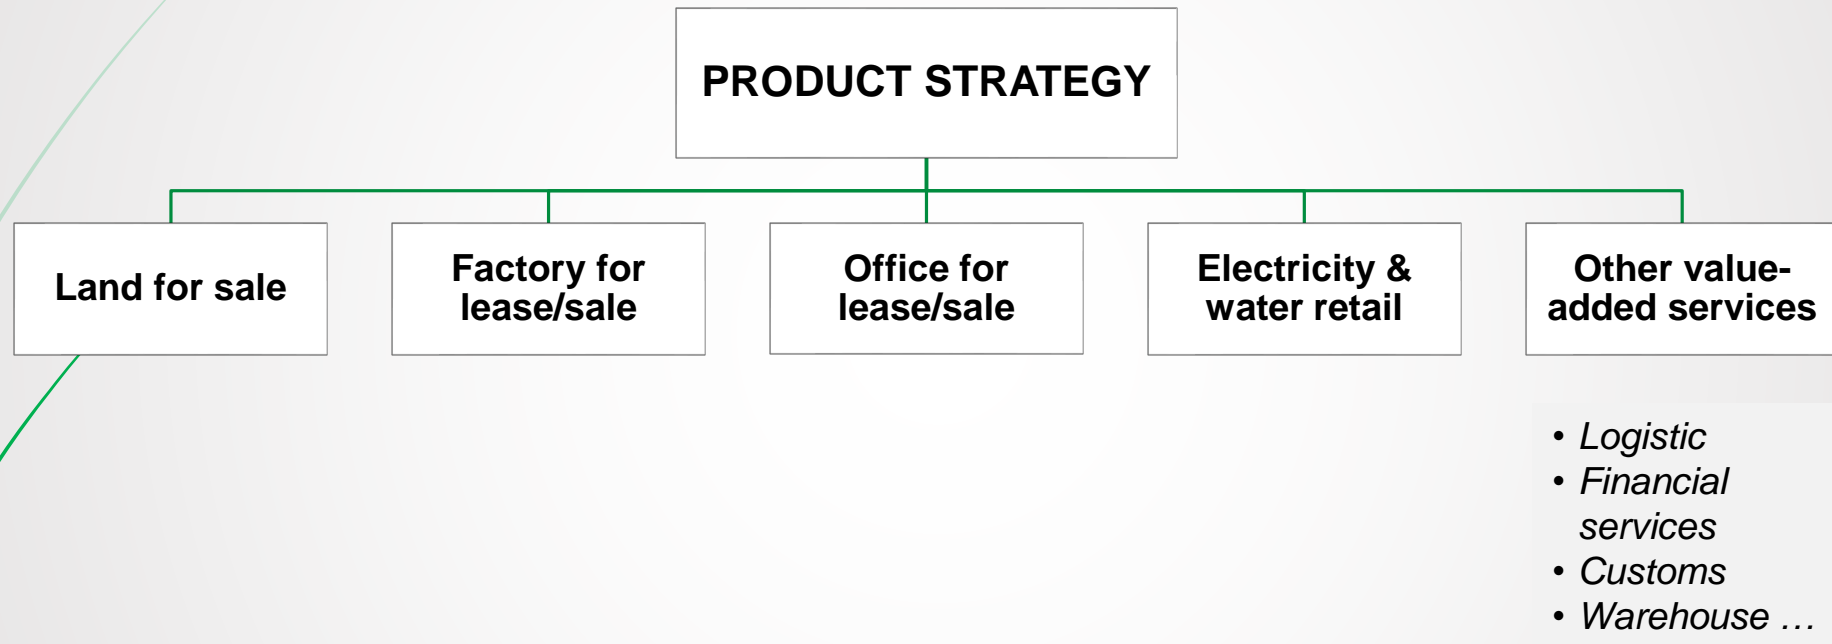 PRODUCT STRATEGY
Land for sale
Factory for
lease/sale
Office for
lease/sale
Electricity &
water retail
Other value-
added services
• Logistic
• Financial
services
• Customs
• Warehouse …